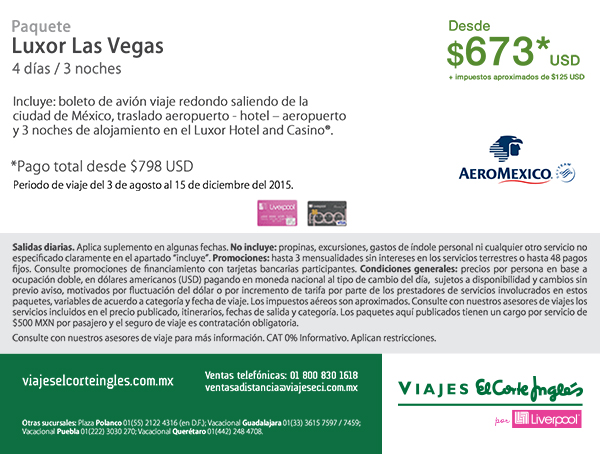 Paquete
Luxor Las Vegas
4 días / 3 noches
Desde
$673* USD
+ impuestos aproximados de $125 USD
Incluye: boleto de avión viaje redondo saliendo de la
ciudad de México, traslado aeropuerto - hotel – aeropuerto
y 3 noches de alojamiento en el Luxor Hotel and Casino®.
*Pago total desde $798 USD
Periodo de viaje del 3 de agosto al 15 de diciembre del 2015.
AEROMEXICO.
Liverpool
Salidas diarias. Aplica suplemento en algunas fechas. No incluye: propinas, excursiones, gastos de índole personal ni cualquier otro servicio no
especificado claramente en el apartado "incluye". Promociones: hasta 3 mensualidades sin intereses en los servicios terrestres o hasta 48 pagos
fijos. Consulte promociones de financiamiento con tarjetas bancarias participantes. Condiciones generales: precios por persona en base a
ocupación doble, en dólares americanos (USD) pagando en moneda nacional al tipo de cambio del día, sujetos a disponibilidad y cambios sin
previo aviso, motivados por fluctuación del dólar o por incremento de tarifa por parte de los prestadores de servicios involucrados en estos
paquetes, variables de acuerdo a categoría y fecha de viaje. Los impuestos aéreos son aproximados. Consulte con nuestros asesores de viajes los
servicios incluidos en el precio publicado, itinerarios, fechas de salida y categoría. Los paquetes aquí publicados tienen un cargo por servicio de
$500 MXN por pasajero y el seguro de viaje es contratación obligatoria.
Consulte con nuestros asesores de viaje para más información. CAT 0% Informativo. Aplican restricciones.
viajeselcorteingles.com.mx
Ventas telefónicas: 01 800 830 1618
ventasadistancia@viajeseci.com.mx
VIAJES El Corte Inglés
por Liverpool
Otras sucursales: Plaza Polanco 01(55) 2122 4316 (en D.F.); Vacacional Guadalajara 01(33) 3615 7597 / 7459;
Vacacional Puebla 01(222) 3030 270; Vacacional Querétaro 01(442) 248 4708.